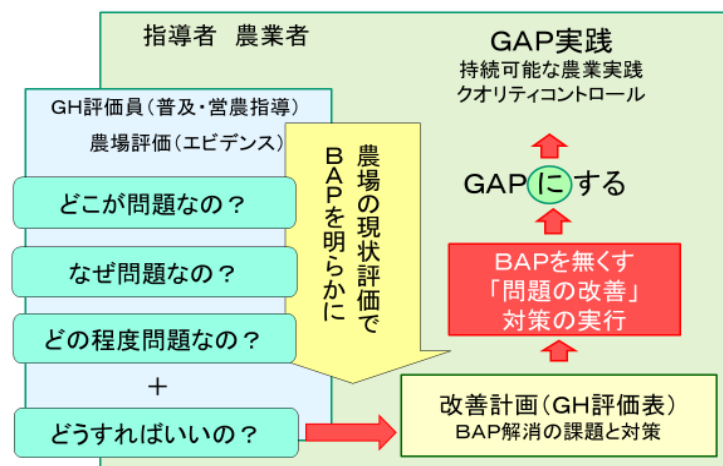 指導者 農業者
GH評価員(普及・営農指導)
農場評価(エビデンス)
どこが問題なの?
なぜ問題なの?
どの程度問題なの?
+
どうすればいいの?
農場の現状評価で
BAPを明らかに
GAP実践
持続可能な農業実践
クオリティコントロール
GAPにする
BAPを無くす
「問題の改善」
対策の実行
改善計画(GH評価表)
BAP解消の課題と対策